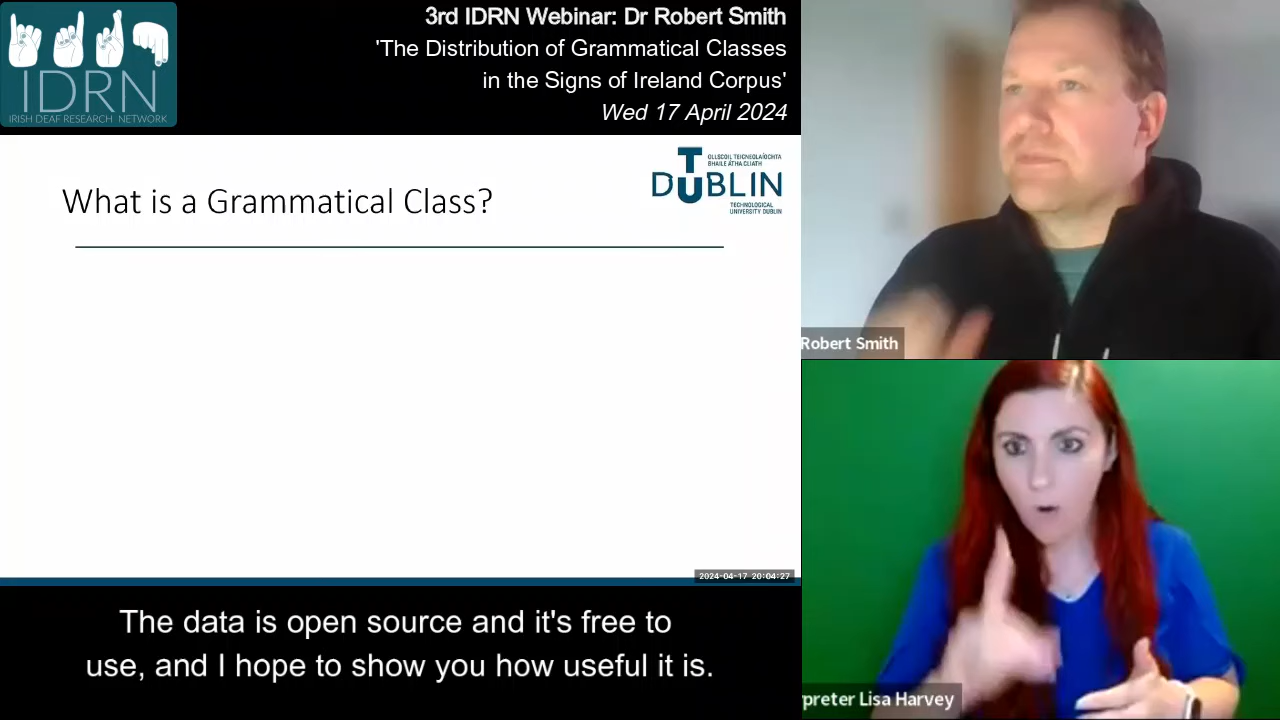 3rd IDRN Webinar: Dr Robert Smith
'The Distribution of Grammatical Classes
in the Signs of Ireland Corpus'
Wed 17 April 2024
IDRN
IRISH DEAF RESEARCH NETWORK
What is a Grammatical Class?
OLLSCOIL TEICNEOLAÍOCHTA
BHAILE ÁTHA CLIATH
TU DUBLIN
TECHNOLOGICAL
UNIVERSITY DUBLIN
Robert Smith
2024-04-17 20:04:27
The data is open source and it's free to
use, and I hope to show you how useful it is.
preter Lisa Harvey